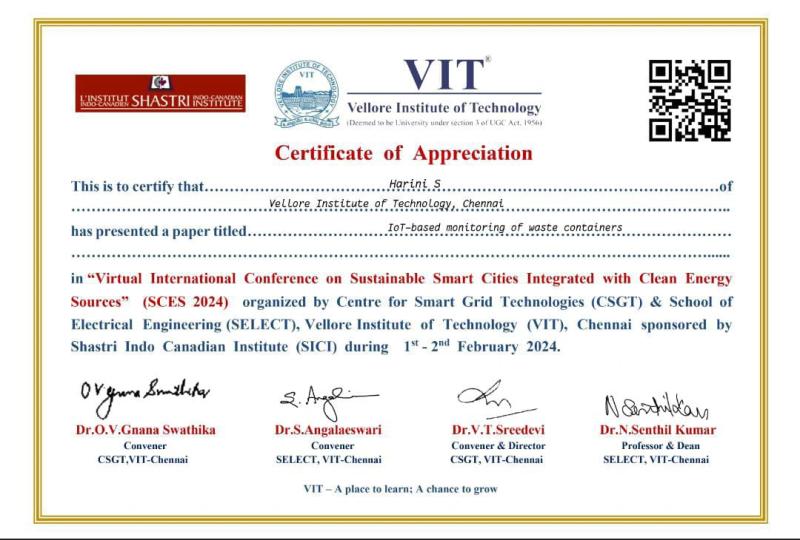 L'INSTITUT INDO-CANADIEN SHASTRI INDO-CANADIAN INSTITUTE
VELLORE INSTITUTE OF TECHNOLOGY
VIT
VIT®
Vellore Institute of Technology
(Deemed to be University under section 3 of UGC Act, 1956)
Certificate of Appreciation
This is to certify that Harini S of
Vellore Institute of Technology, Chennai
has presented a paper titled IoT-based monitoring of waste containers
in “Virtual International Conference on Sustainable Smart Cities Integrated with Clean Energy
Sources” (SCES 2024) organized by Centre for Smart Grid Technologies (CSGT) & School of
Electrical Engineering (SELECT), Vellore Institute of Technology (VIT), Chennai sponsored by
Shastri Indo Canadian Institute (SICI) during 1st - 2nd February 2024.
O V Gnana Swathika
S. Angal
N Senthil Kumar
Dr.O.V.Gnana Swathika Dr.S.Angalaeswari Dr.V.T.Sreedevi Dr.N.Senthil Kumar
Convener Convener Convener & Director Professor & Dean
CSGT,VIT-Chennai SELECT, VIT-Chennai CSGT, VIT-Chennai SELECT, VIT-Chennai
VIT – A place to learn; A chance to grow